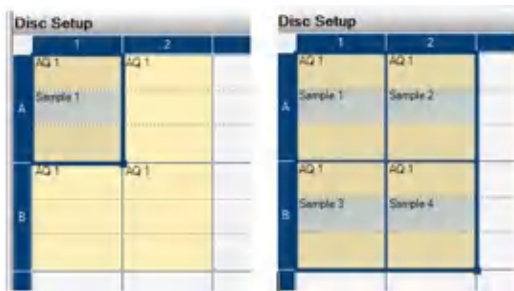 Disc Setup
1 2
AQ 1 AQ 1
A Sample 1
AQ 1 AQ 1
B
Disc Setup
1 2
AQ 1 AQ 1
A Sample 1 Sample 2
AQ 1 AQ 1
B Sample 3 Sample 4